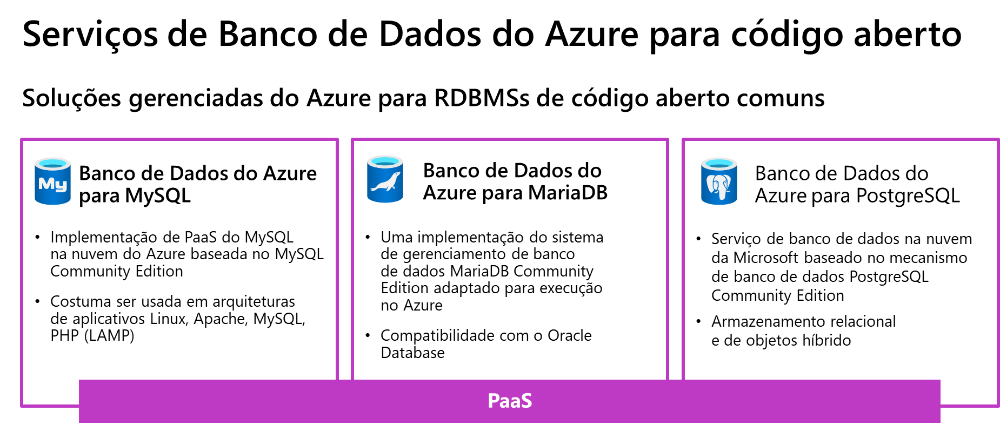 Serviços de Banco de Dados do Azure para código aberto
Soluções gerenciadas do Azure para RDBMSs de código aberto comuns
My
Banco de Dados do Azure
para MySQL
• Implementação de PaaS do MySQL
na nuvem do Azure baseada no MySQL
Community Edition
• Costuma ser usada em arquiteturas
de aplicativos Linux, Apache, MySQL,
PHP (LAMP)
Banco de Dados do
Azure para MariaDB
• Uma implementação do sistema
de gerenciamento de banco
de dados MariaDB Community
Edition adaptado para execução
no Azure
• Compatibilidade com o Oracle
Database
Banco de Dados do
Azure para PostgreSQL
• Serviço de banco de dados na nuvem
da Microsoft baseado no mecanismo
de banco de dados PostgreSQL
Community Edition
• Armazenamento relacional
e de objetos híbrido
PaaS